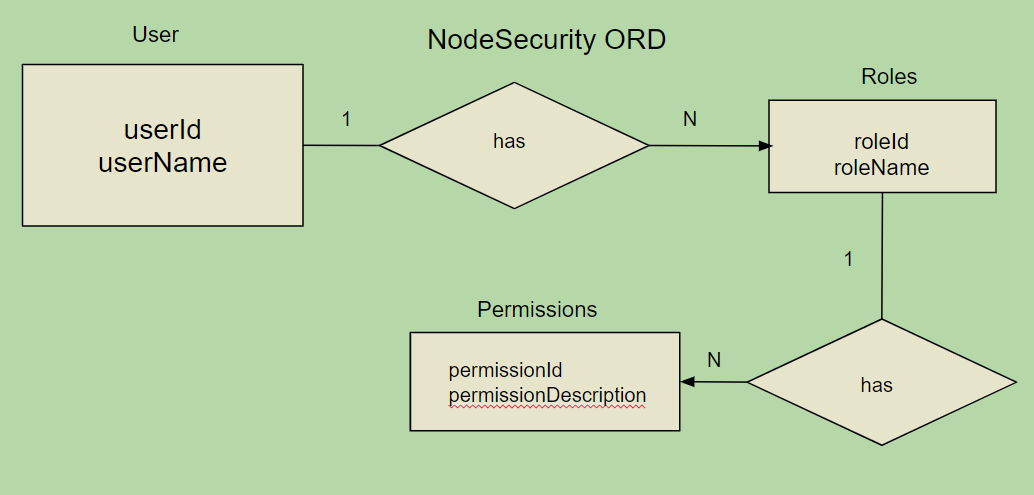 User
NodeSecurity ORD
Roles
userId
userName
1
has
N
roleId
roleName
1
Permissions
permissionId
permissionDescription
N
has